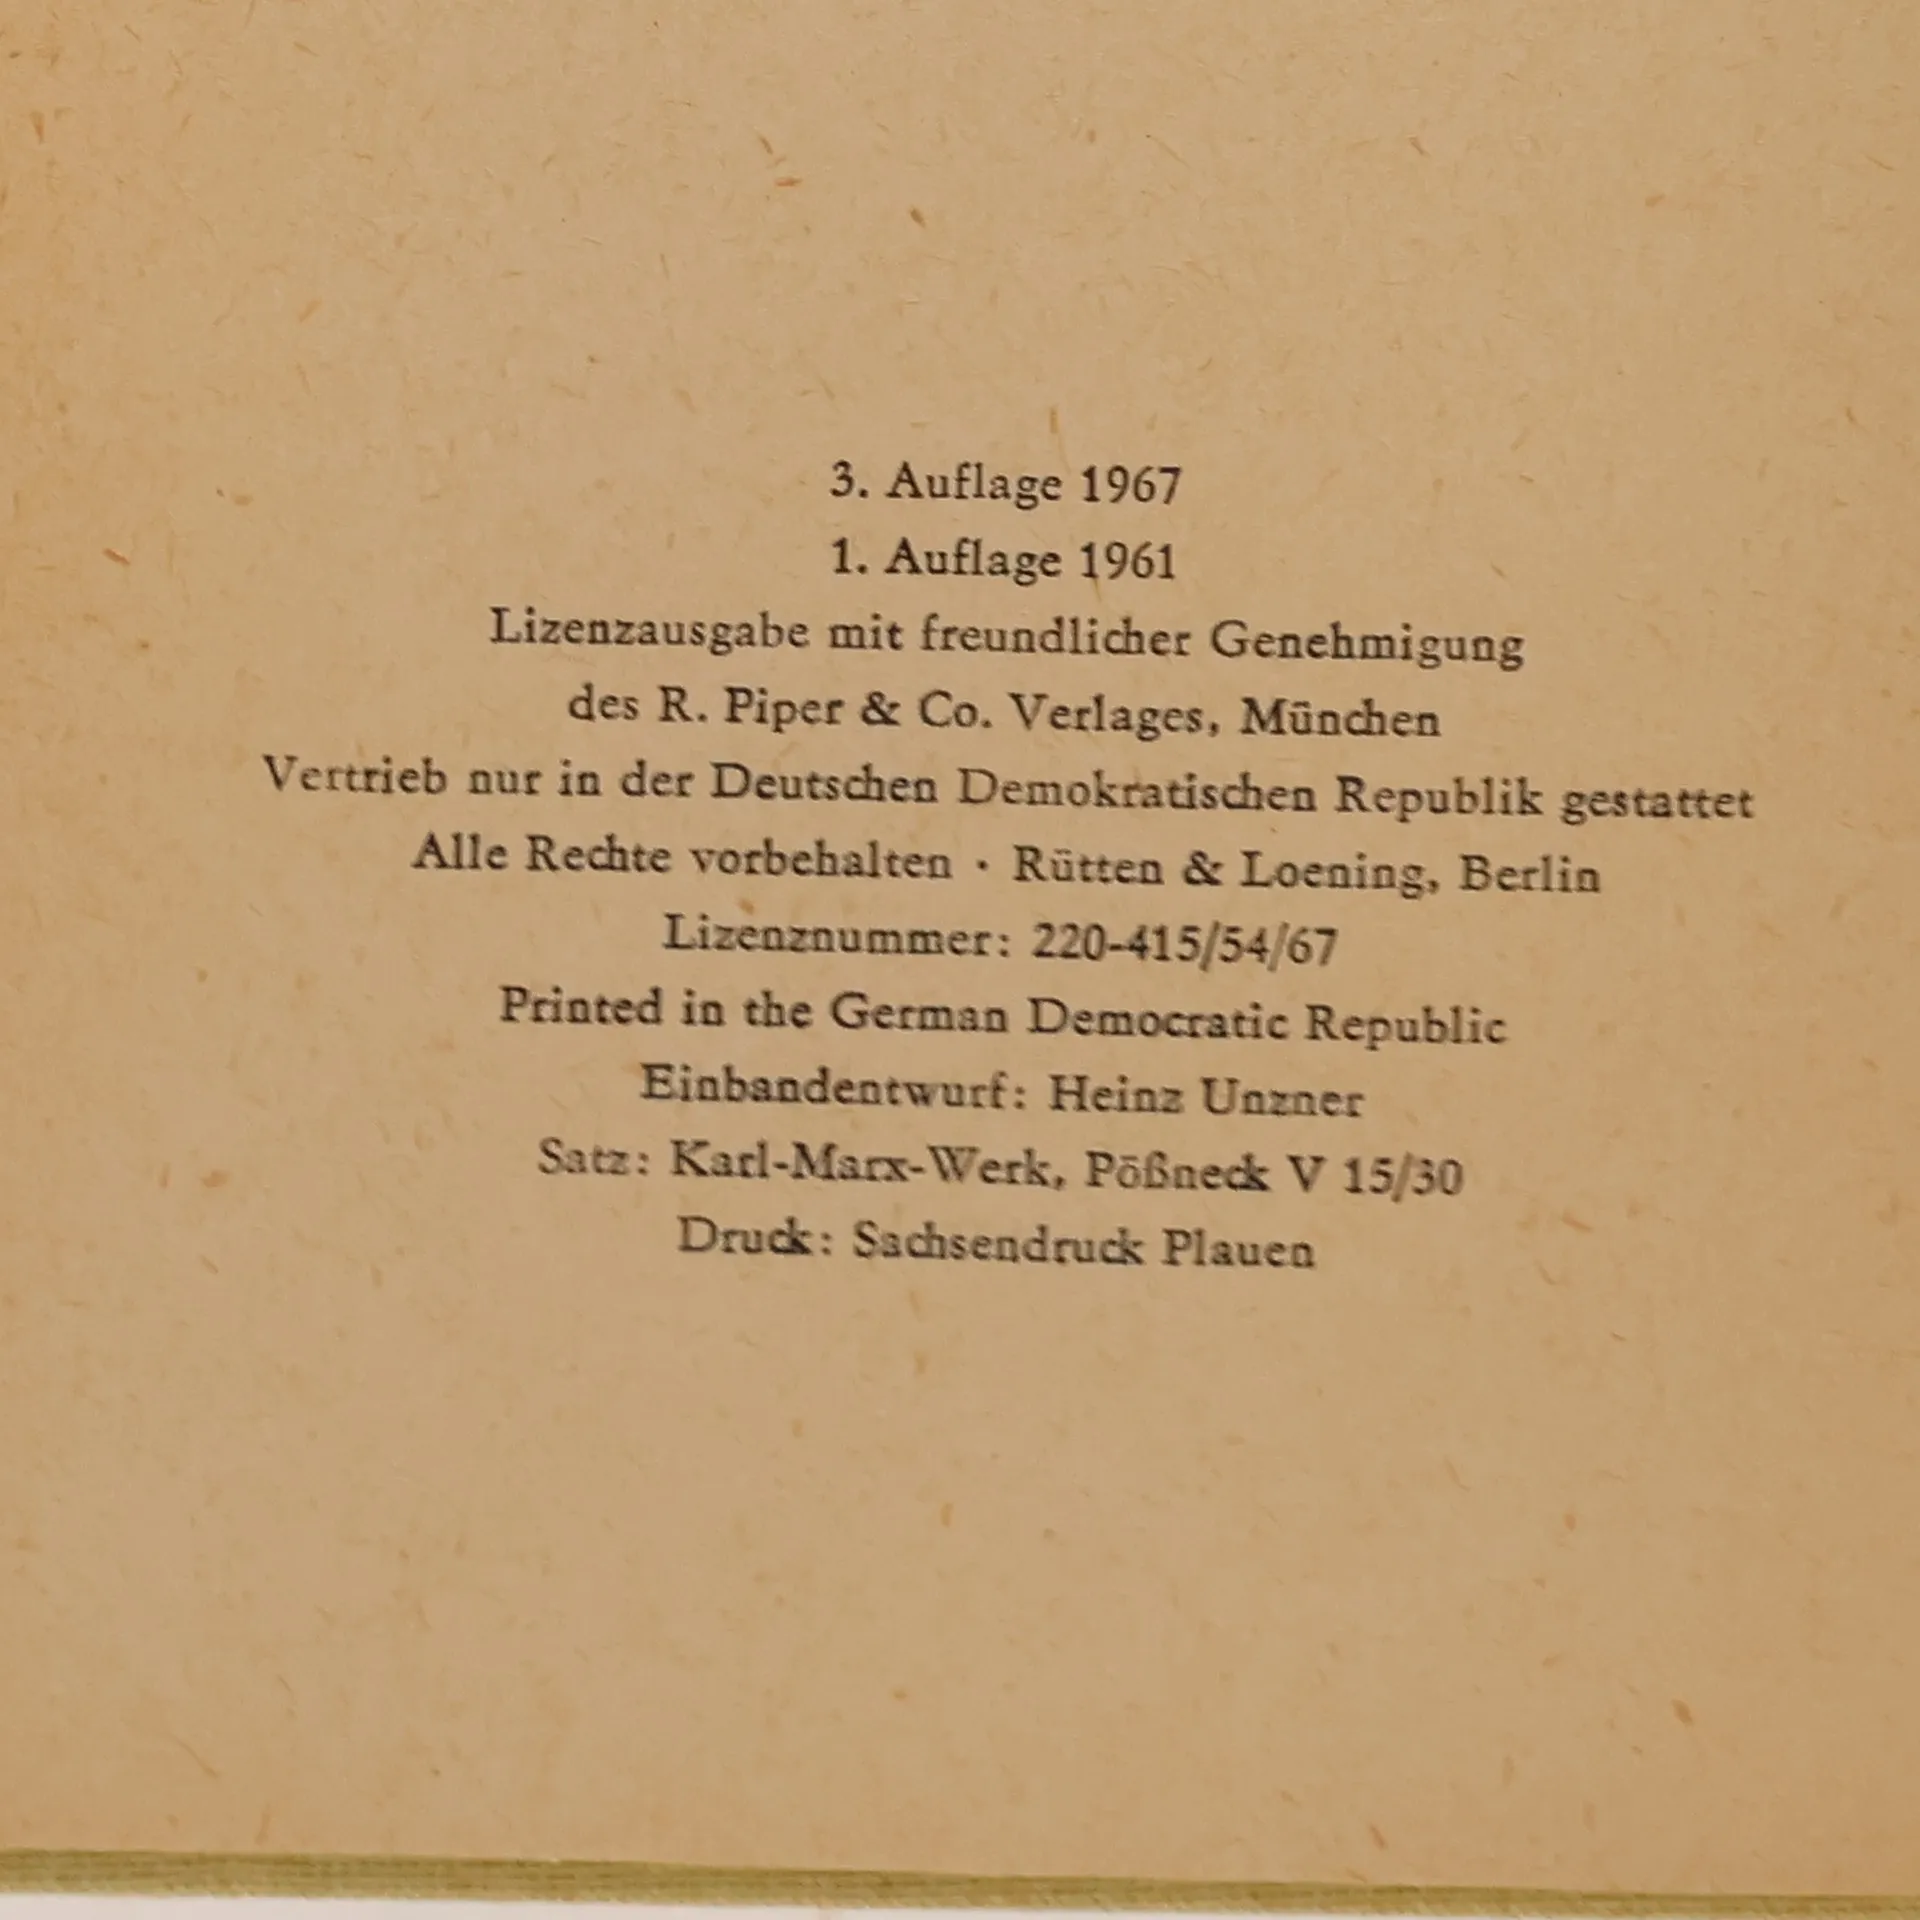 3. Auflage 1967
1. Auflage 1961
Lizenzausgabe mit freundlicher Genehmigung
des R. Piper & Co. Verlages, München
Vertrieb nur in der Deutschen Demokratischen Republik gestattet
Alle Rechte vorbehalten · Rütten & Loening, Berlin
Lizenznummer: 220-415/54/67
Printed in the German Democratic Republic
Einbandentwurf: Heinz Unzner
Satz: Karl-Marx-Werk, Pößneck V 15/30
Druck: Sachsendruck Plauen